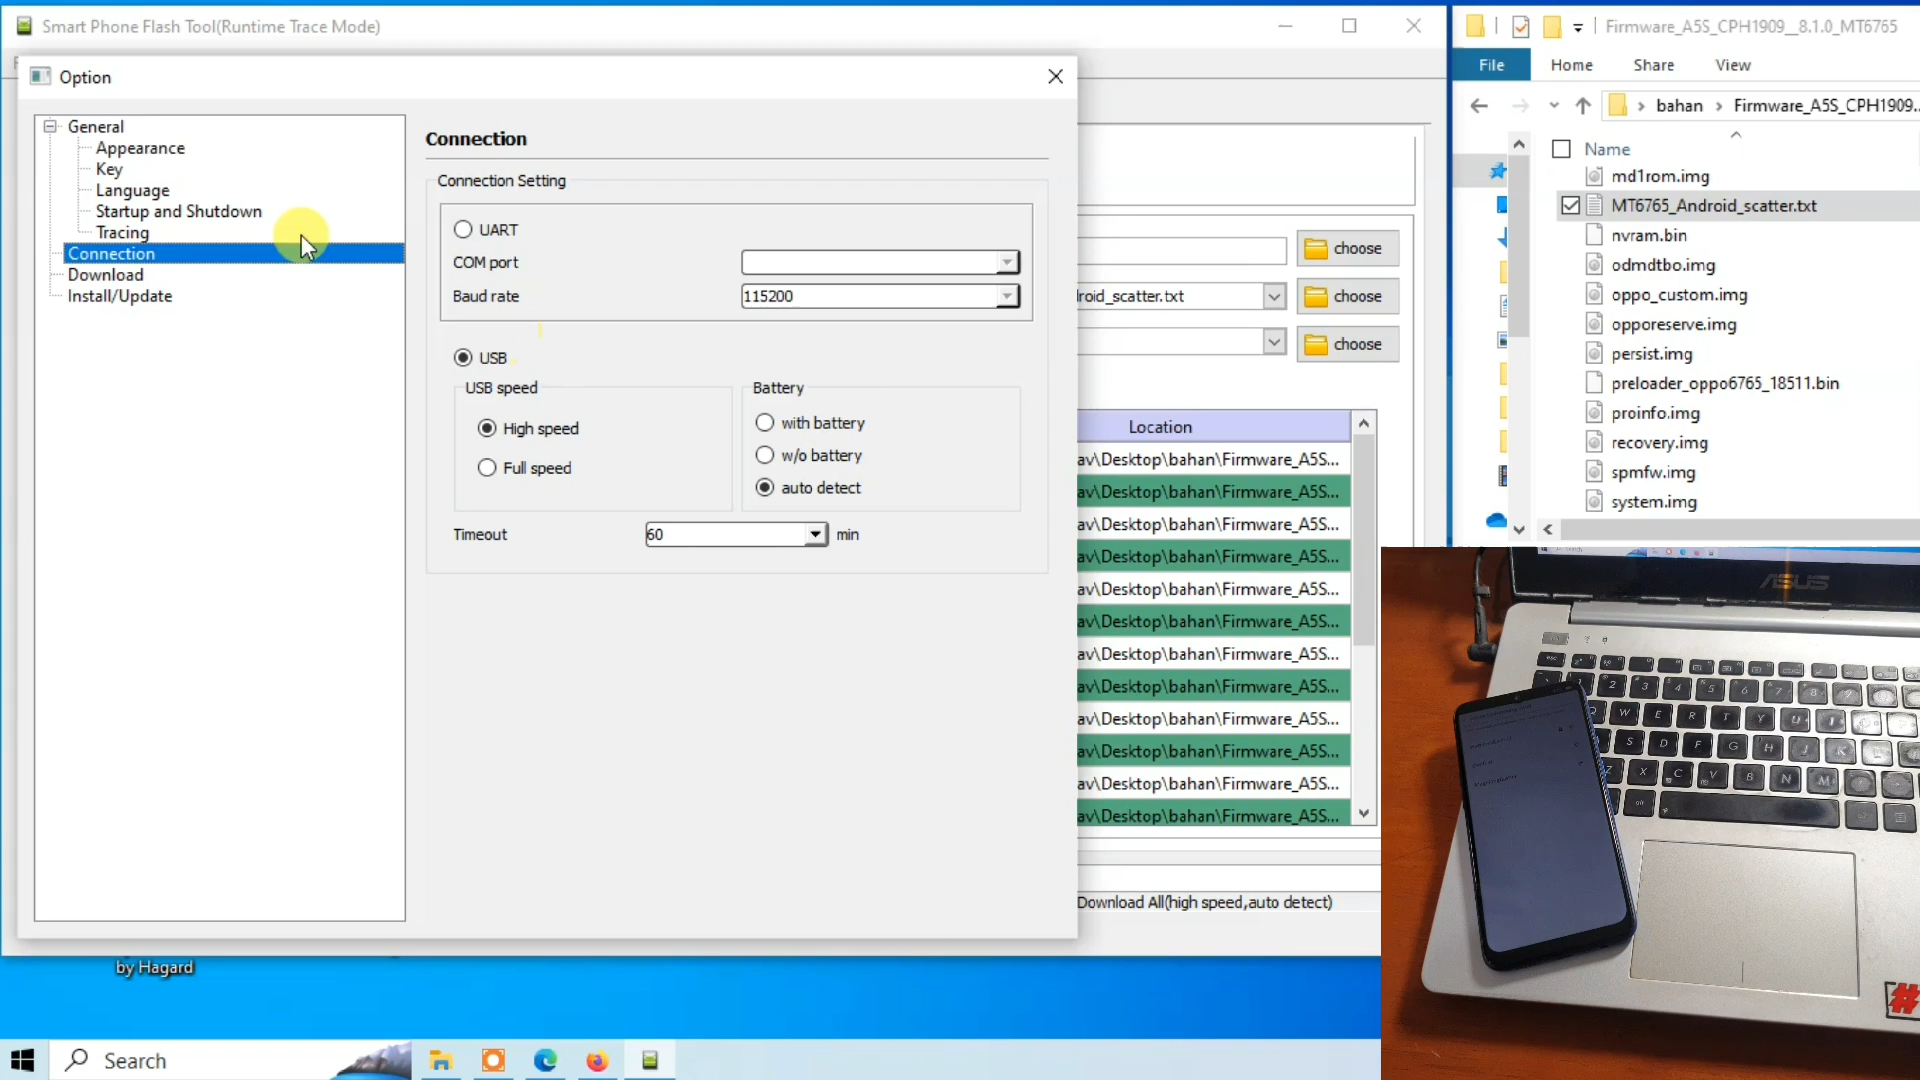 Smart Phone Flash Tool(Runtime Trace Mode)
Option
General
Appearance
Key
Language
Startup and Shutdown
Tracing
Connection
Download
Install/Update
Connection
Connection Setting
UART
COM port
Baud rate
115200
USB
USB speed
High speed
Full speed
Battery
with battery
w/o battery
auto detect
Timeout
60
min
choose
roid_scatter.txt
choose
choose
Location
av\Desktop\bahan\Firmware_A5S...
av\Desktop\bahan\Firmware_A5S...
av\Desktop\bahan\Firmware_A5S...
av\Desktop\bahan\Firmware_A5S...
av\Desktop\bahan\Firmware_A5S...
av\Desktop\bahan\Firmware_A5S...
av\Desktop\bahan\Firmware_A5S...
av\Desktop\bahan\Firmware_A5S...
av\Desktop\bahan\Firmware_A5S...
av\Desktop\bahan\Firmware_A5S...
av\Desktop\bahan\Firmware_A5S...
av\Desktop\bahan\Firmware_A5S...
Download All(high speed,auto detect)
Firmware_A5S_CPH1909__8.1.0_MT6765
File
Home
Share
View
bahan
Firmware_A5S_CPH1909..
Name
md1rom.img
MT6765_Android_scatter.txt
nvram.bin
odmdtbo.img
oppo_custom.img
opporeserve.img
persist.img
preloader_oppo6765_18511.bin
proinfo.img
recovery.img
spmfw.img
system.img
by Hagard
Search
ASUS